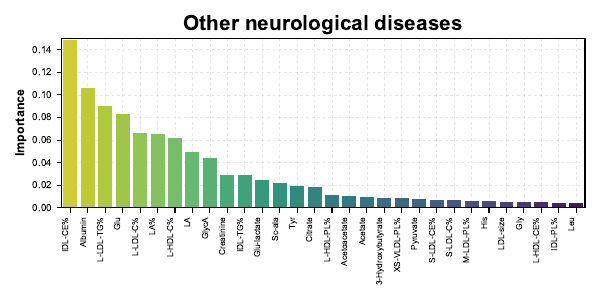 Other neurological diseases
Importance
0.14
0.12
0.10
0.08
0.06
0.04
0.02
0.00
IDL-CE%
Albumin
L-LDL-TG%
Glu
L-LDL-C%
LA%
L-HDL-C%
LA
GlycA
Creatinine
IDL-TG%
Glu-lactate
Sc-ala
Tyr
Citrate
L-HDL-PL%
Acetoacetate
Acetate
3-Hydroxybutyrate
XS-VLDL-PL%
Pyruvate
S-LDL-CE%
S-LDL-C%
M-LDL-PL%
His
LDL-size
Gly
L-HDL-CE%
IDL-PL%
Leu